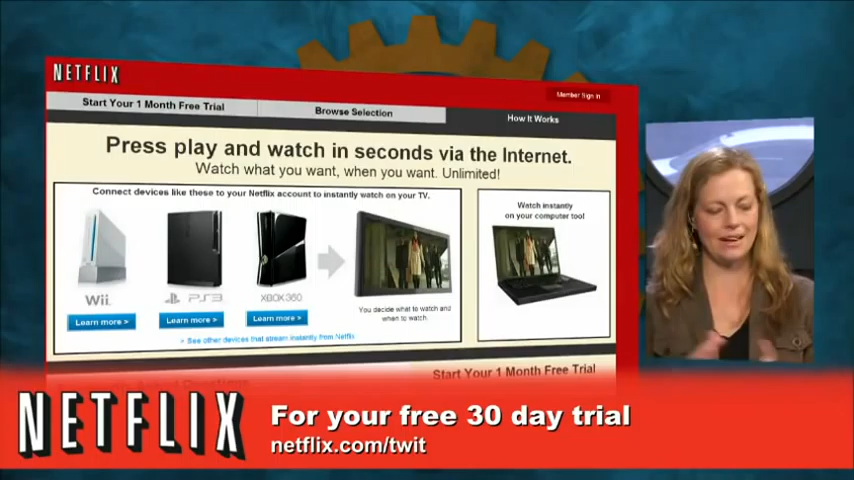 NETFLIX
Member Sign In
Start Your 1 Month Free Trial
Browse Selection
How It Works
Press play and watch in seconds via the Internet.
Watch what you want, when you want. Unlimited!
Connect devices like these to your Netflix account to instantly watch on your TV.
Wii
PS3
XBOX 360
Learn more >
Learn more >
Learn more >
You decide what to watch and
when to watch.
> See other devices that stream instantly from Netflix
Watch instantly
on your computer too!
Start Your 1 Month Free Trial
NETFLIX
For your free 30 day trial
netflix.com/twit